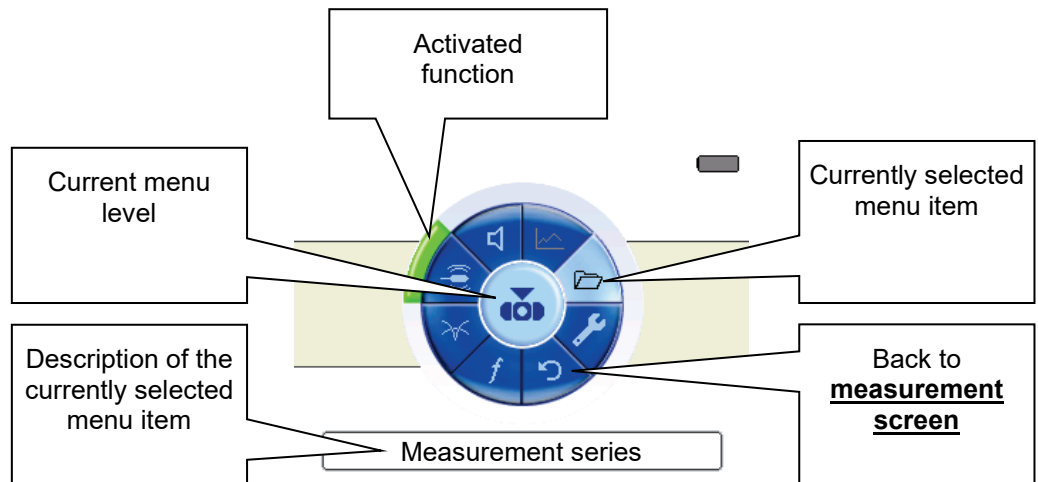 Activated
function
Current menu
level
Currently selected
menu item
Description of the
currently selected
menu item
Back to
measurement
screen
Measurement series